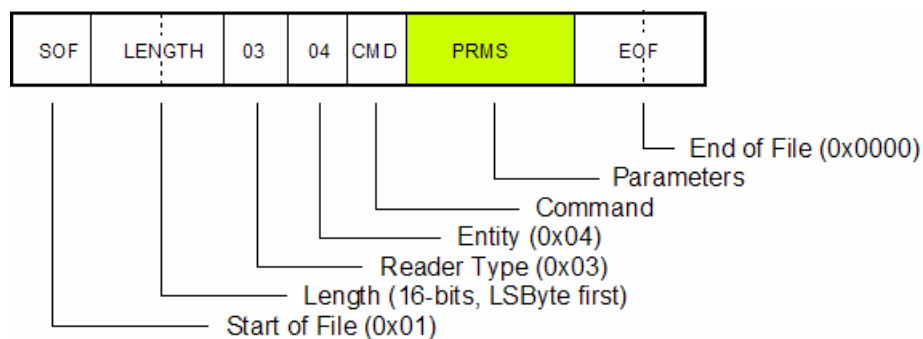 SOF LENGTH 03 04 CMD PRMS EOF
End of File (0x0000)
Parameters
Command
Entity (0x04)
Reader Type (0x03)
Length (16-bits, LSByte first)
Start of File (0x01)